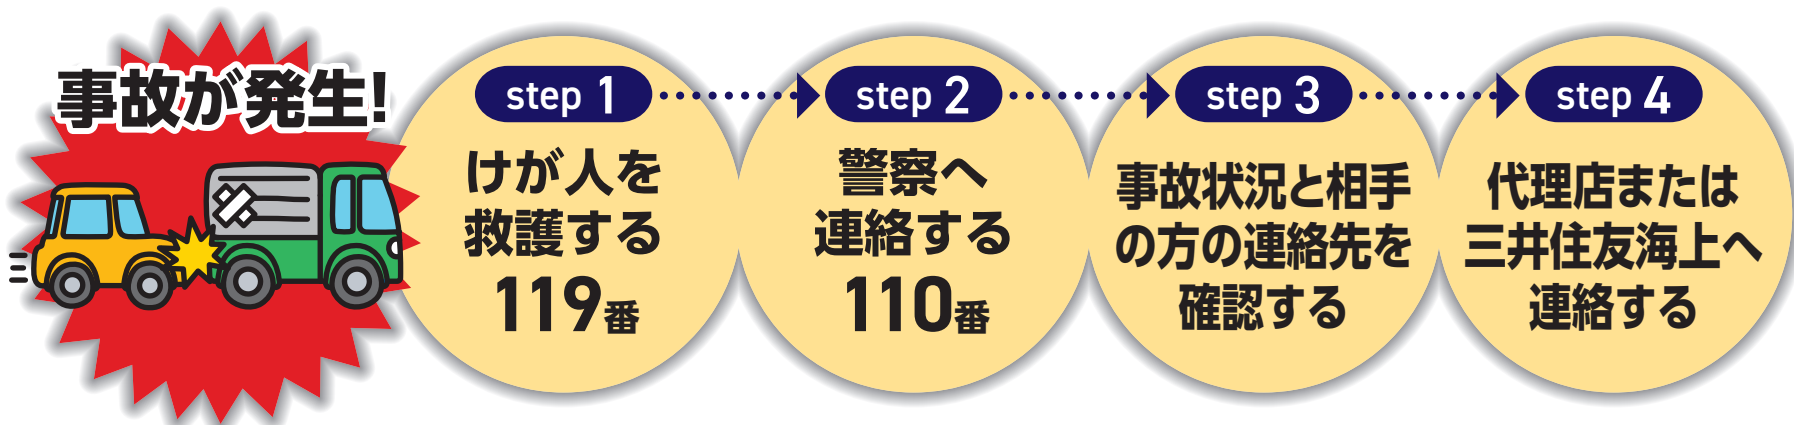 事故が発生!
step 1
けが人を
救護する
119番
step 2
警察へ
連絡する
110番
step 3
事故状況と相手
の方の連絡先を
確認する
step 4
代理店または
三井住友海上へ
連絡する